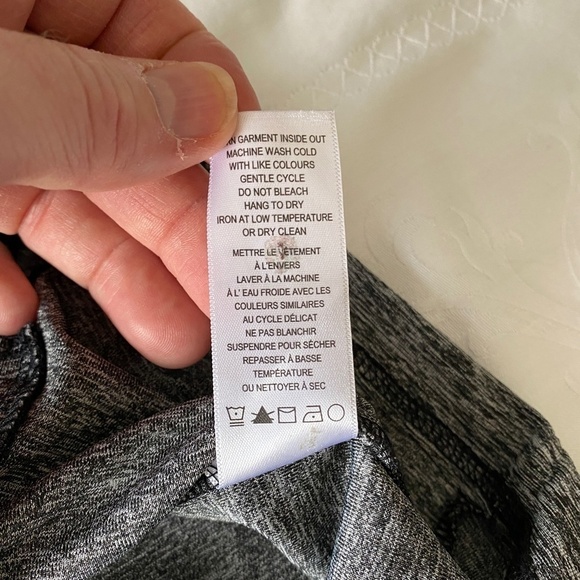 GARMENT INSIDE OUT
MACHINE WASH COLD
WITH LIKE COLOURS
GENTLE CYCLE
DO NOT BLEACH
HANG TO DRY
IRON AT LOW TEMPERATURE
OR DRY CLEAN
METTRE LE VÊTEMENT
À L'ENVERS
LAVER À LA MACHINE
À L' EAU FROIDE AVEC LES
COULEURS SIMILAIRES
AU CYCLE DÉLICAT
NE PAS BLANCHIR
SUSPENDRE POUR SÉCHER
REPASSER À BASSE
TEMPÉRATURE
OU NETTOYER À SEC